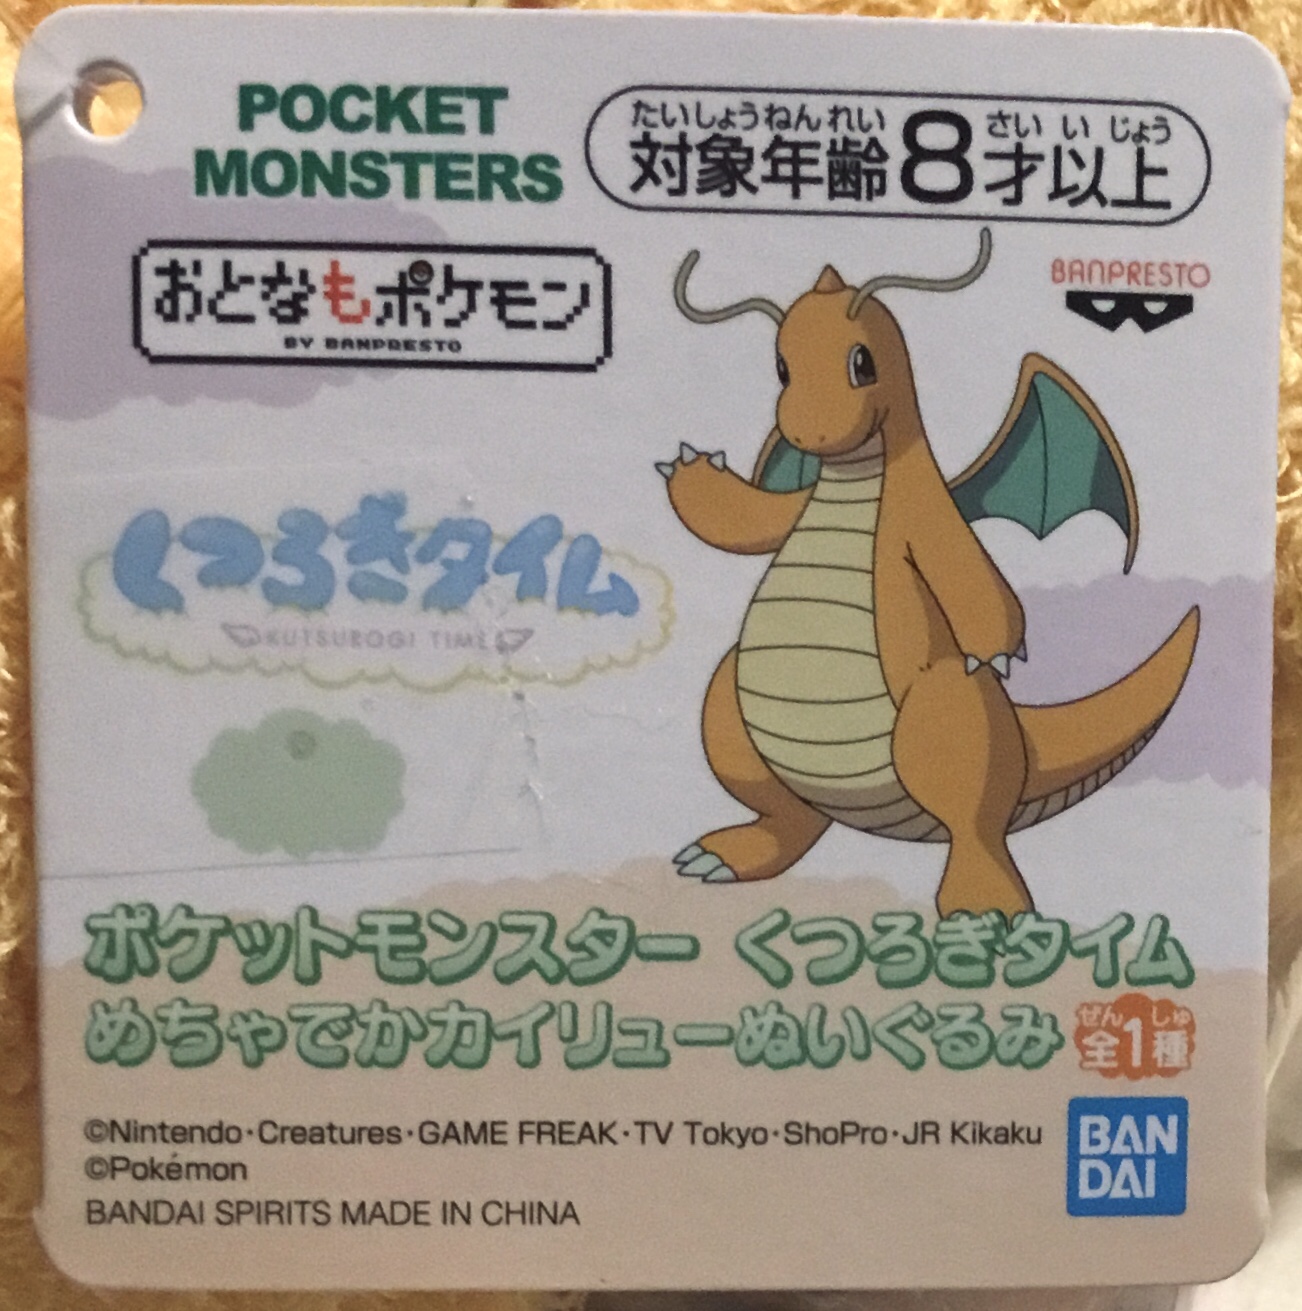 POCKET
MONSTERS
たいしょうねんれい さい い じょう
対象年齢8才以上
おとなもポケモン
BY BANPRESTO
BANPRESTO
くつろぎタイム
KUTSUROGI TIME
ポケットモンスター くつろぎタイム
めちゃでかカイリューぬいぐるみ
ぜん しゅ
全1種
©Nintendo・Creatures・GAME FREAK・TV Tokyo・ShoPro・JR Kikaku
©Pokémon
BANDAI SPIRITS MADE IN CHINA
BAN
DAI